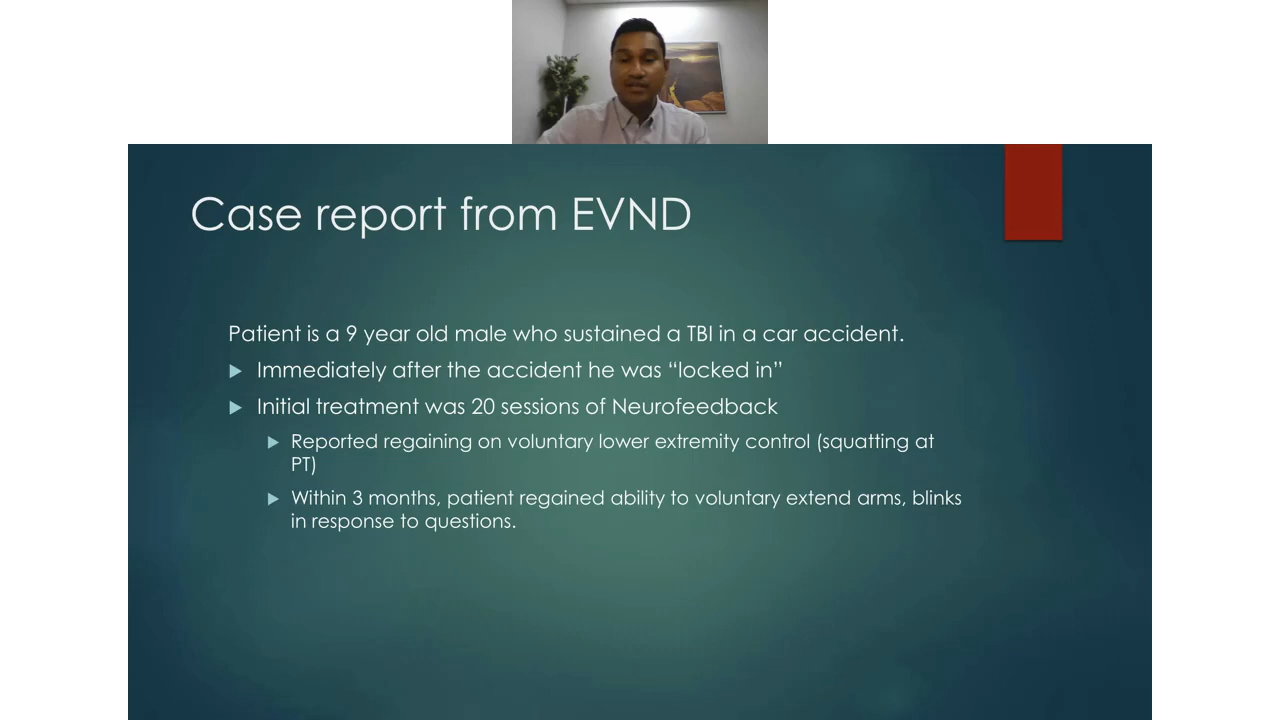 Case report from EVND
Patient is a 9 year old male who sustained a TBI in a car accident.
Immediately after the accident he was “locked in”
Initial treatment was 20 sessions of Neurofeedback
Reported regaining on voluntary lower extremity control (squatting at
PT)
Within 3 months, patient regained ability to voluntary extend arms, blinks
in response to questions.